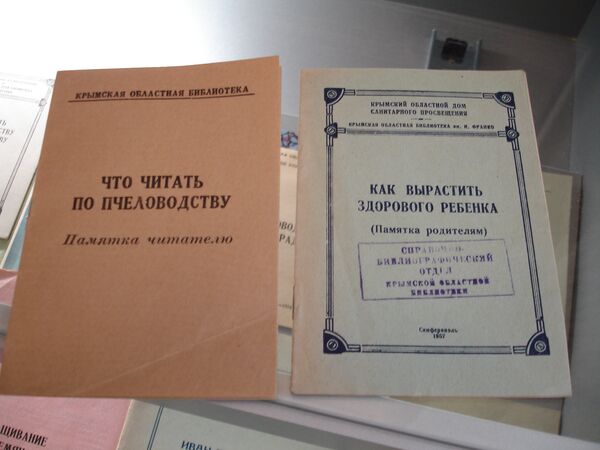 КРЫМСКАЯ ОБЛАСТНАЯ БИБЛИОТЕКА
ЧТО ЧИТАТЬ
ПО ПЧЕЛОВОДСТВУ
Памятка читателю
КРЫМСКИЙ ОБЛАСТНОЙ ДОМ
САНИТАРНОГО ПРОСВЕЩЕНИЯ
КРЫМСКАЯ ОБЛАСТНАЯ БИБЛИОТЕКА им. И. ФРАНКО
КАК ВЫРАСТИТЬ
ЗДОРОВОГО РЕБЕНКА
(Памятка родителям)
СПРАВОЧНО-
БИБЛИОГРАФИЧЕСКИЙ
ОТДЕЛ
КРЫМСКОЙ ОБЛАСТНОЙ
БИБЛИОТЕКИ
Симферополь
1957
ИВАН